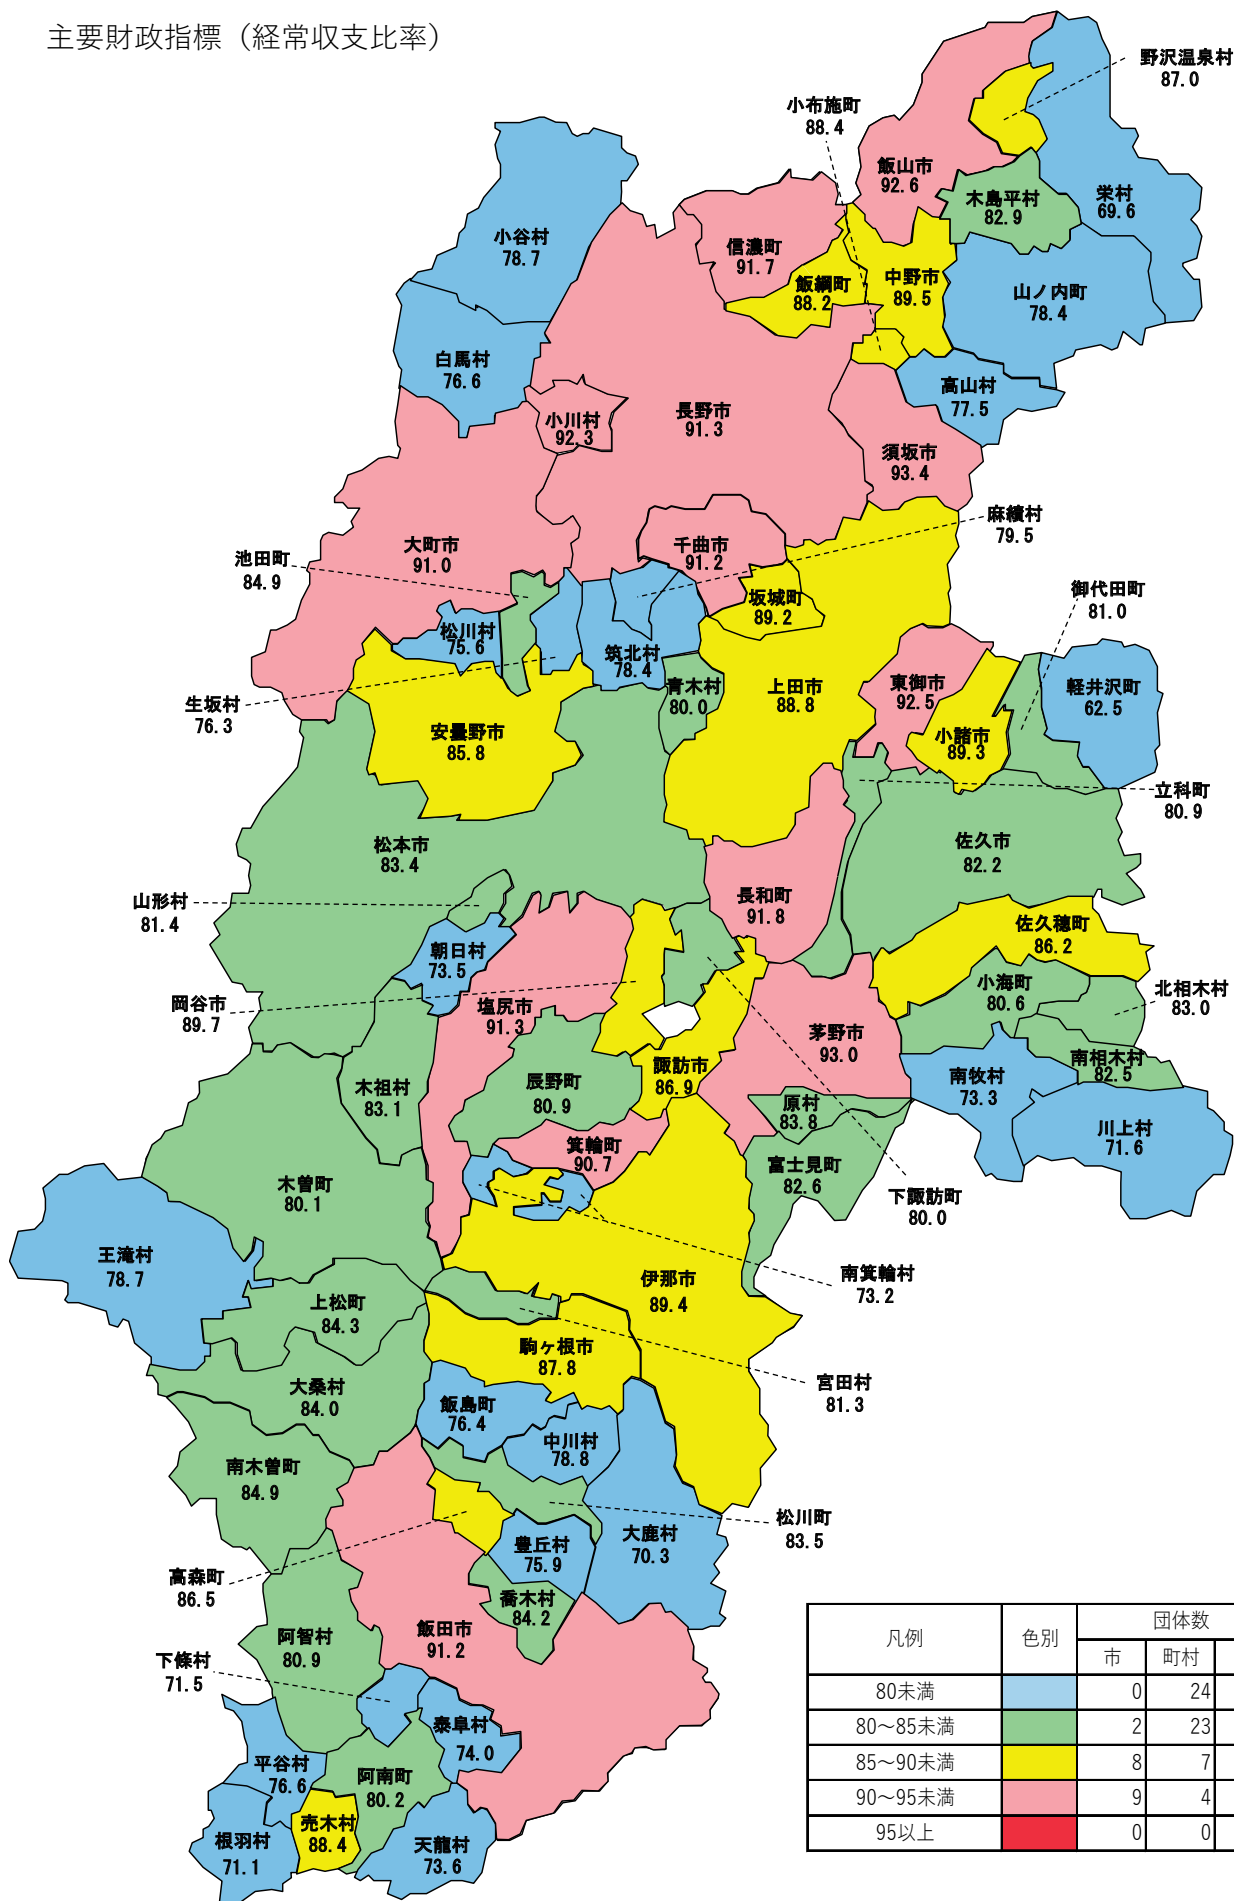 主要財政指標（経常収支比率）
野沢温泉村
87.0
小布施町
88.4
飯山市
92.6
木島平村
82.9
栄村
69.6
小谷村
78.7
信濃町
91.7
飯綱町
88.2
中野市
89.5
山ノ内町
78.4
白馬村
76.6
高山村
77.5
小川村
92.3
長野市
91.3
須坂市
93.4
麻績村
79.5
池田町
84.9
大町市
91.0
千曲市
91.2
坂城町
89.2
御代田町
81.0
松川村
75.6
筑北村
78.4
青木村
80.0
上田市
88.8
東御市
92.5
軽井沢町
62.5
生坂村
76.3
安曇野市
85.8
小諸市
89.3
立科町
80.9
松本市
83.4
佐久市
82.2
山形村
81.4
長和町
91.8
佐久穂町
86.2
朝日村
73.5
小海町
80.6
北相木村
83.0
岡谷市
89.7
塩尻市
91.3
茅野市
93.0
南相木村
82.5
諏訪市
86.9
南牧村
73.3
木祖村
83.1
辰野町
80.9
原村
83.8
川上村
71.6
箕輪町
90.7
富士見町
82.6
下諏訪町
80.0
木曽町
80.1
王滝村
78.7
南箕輪村
73.2
伊那市
89.4
上松町
84.3
駒ヶ根市
87.8
宮田村
81.3
大桑村
84.0
飯島町
76.4
中川村
78.8
南木曽町
84.9
松川町
83.5
大鹿村
70.3
豊丘村
75.9
高森町
86.5
喬木村
84.2
飯田市
91.2
阿智村
80.9
下條村
71.5
泰阜村
74.0
平谷村
76.6
阿南町
80.2
売木村
88.4
根羽村
71.1
天龍村
73.6
凡例 色別 団体数
市 町村
80未満 0 24
80～85未満 2 23
85～90未満 8 7
90～95未満 9 4
95以上 0 0